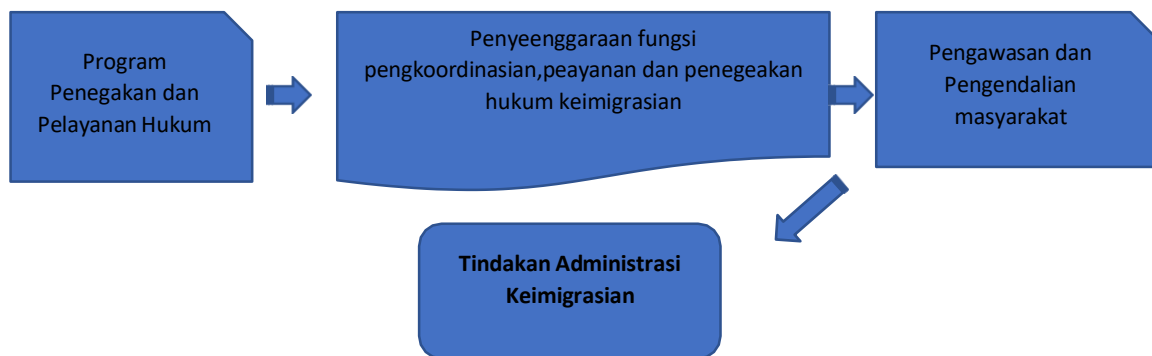 Program
Penegakan dan
Pelayanan Hukum
Penyeenggaraan fungsi
pengkoordinasian,peayanan dan penegeakan
hukum keimigrasian
Pengawasan dan
Pengendalian
masyarakat
Tindakan Administrasi
Keimigrasian